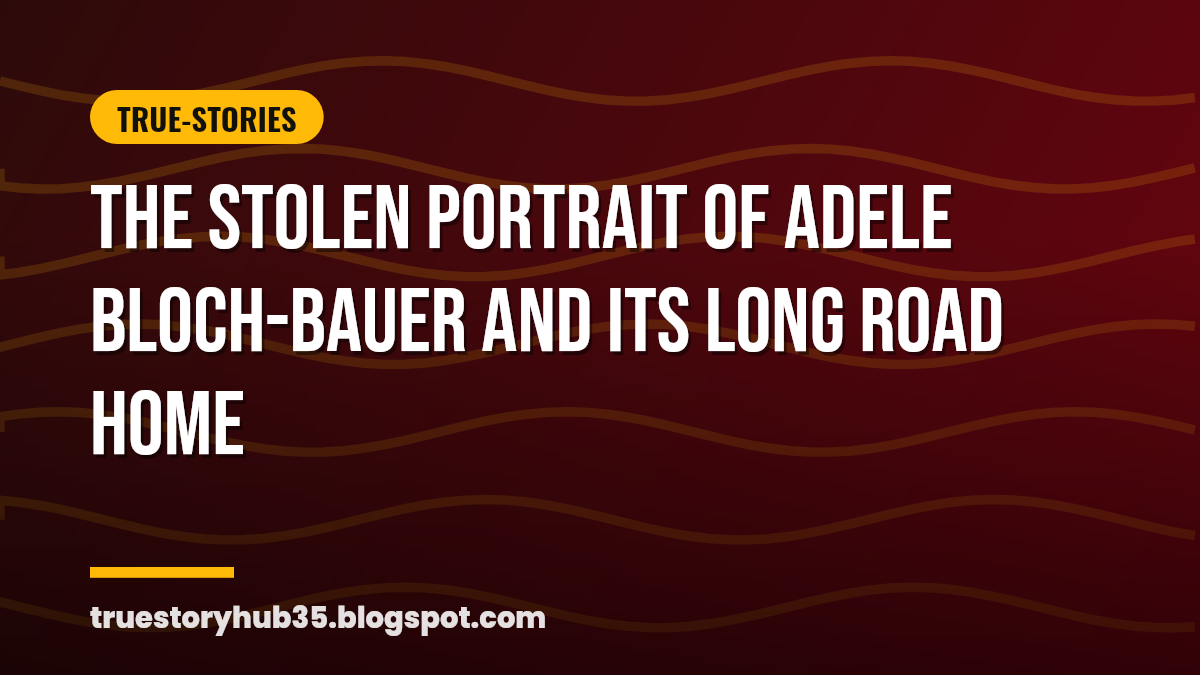 TRUE-STORIES
THE STOLEN PORTRAIT OF ADELE
BLOCH-BAUER AND ITS LONG ROAD
HOME
truestoryhub35.blogspot.com